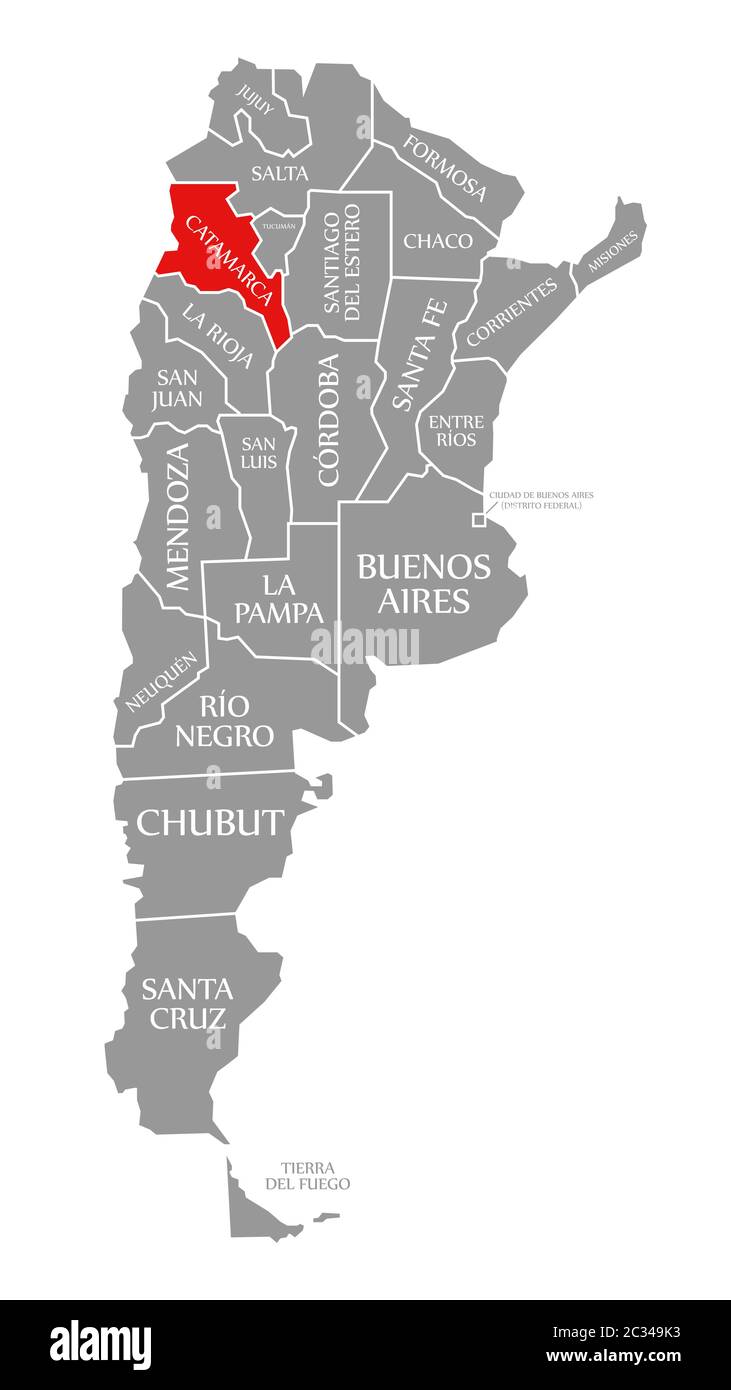 JUJUY
SALTA
FORMOSA
CATAMARCA
TUCUMÁN
SANTIAGO
DEL ESTERO
CHACO
MISIONES
CORRIENTES
LA RIOJA
SANTA FE
SAN
JUAN
CÓRDOBA
ENTRE
RÍOS
SAN
LUIS
MENDOZA
CIUDAD DE BUENOS AIRES
(DISTRITO FEDERAL)
BUENOS
AIRES
LA
PAMPA
NEUQUÉN
RÍO
NEGRO
CHUBUT
SANTA
CRUZ
TIERRA
DEL FUEGO
a
a
a
a
alamy
a
a
alamy
Image ID: 2C349K3
www.alamy.com